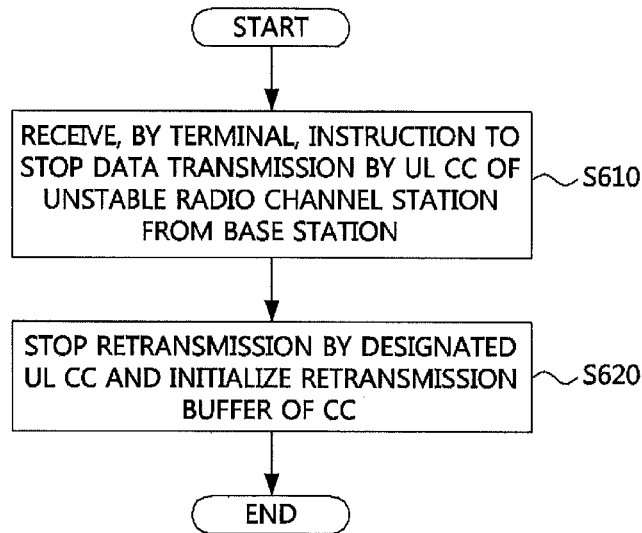 START
RECEIVE, BY TERMINAL, INSTRUCTION TO
STOP DATA TRANSMISSION BY UL CC OF
UNSTABLE RADIO CHANNEL STATION
FROM BASE STATION
S610
STOP RETRANSMISSION BY DESIGNATED
UL CC AND INITIALIZE RETRANSMISSION
BUFFER OF CC
S620
END